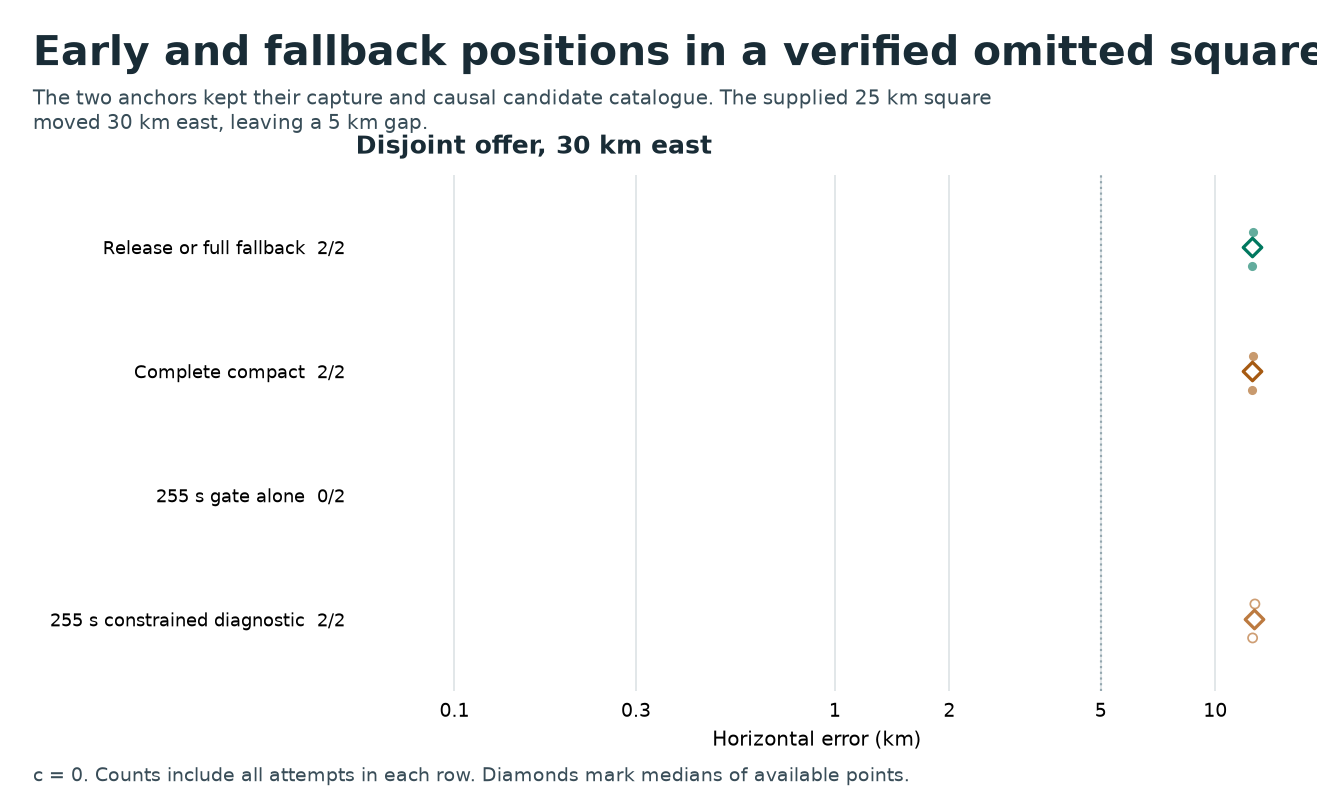 Early and fallback positions in a verified omitted square
The two anchors kept their capture and causal candidate catalogue. The supplied 25 km square
moved 30 km east, leaving a 5 km gap.
Disjoint offer, 30 km east
Release or full fallback 2/2
Complete compact 2/2
255 s gate alone 0/2
255 s constrained diagnostic 2/2
0.1 0.3 1 2 5 10
Horizontal error (km)
c = 0. Counts include all attempts in each row. Diamonds mark medians of available points.